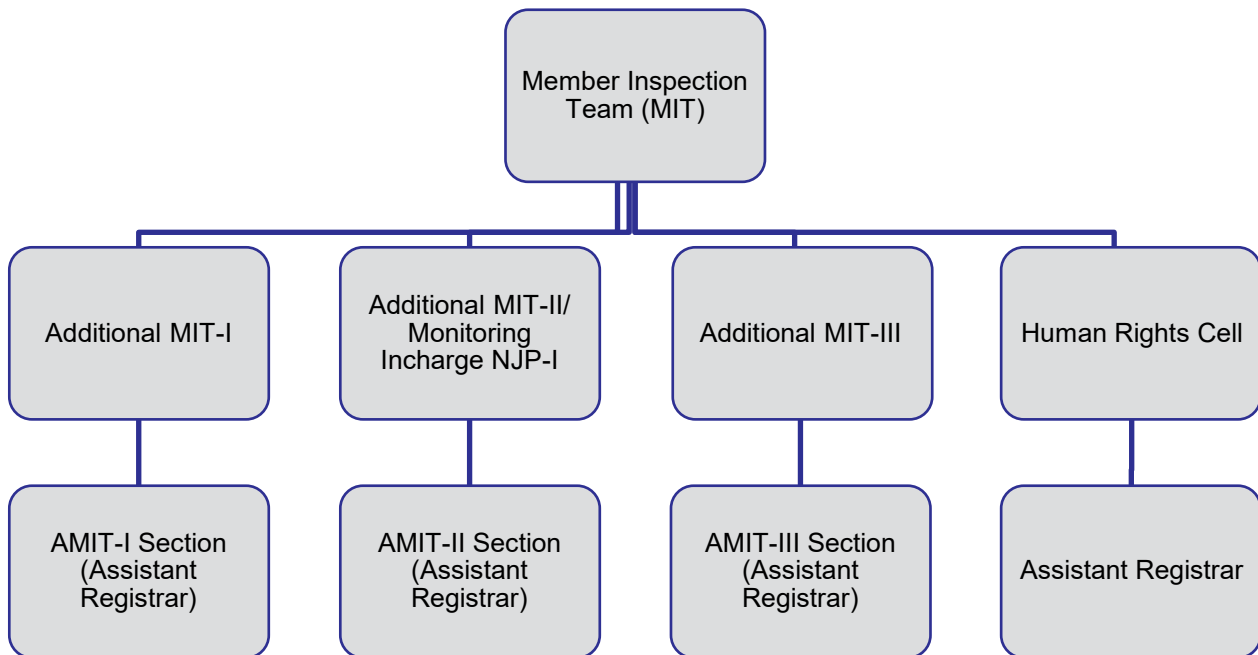 Member Inspection
Team (MIT)
Additional MIT-I
Additional MIT-II/
Monitoring
Incharge NJP-I
Additional MIT-III
Human Rights Cell
AMIT-I Section
(Assistant
Registrar)
AMIT-II Section
(Assistant
Registrar)
AMIT-III Section
(Assistant
Registrar)
Assistant Registrar